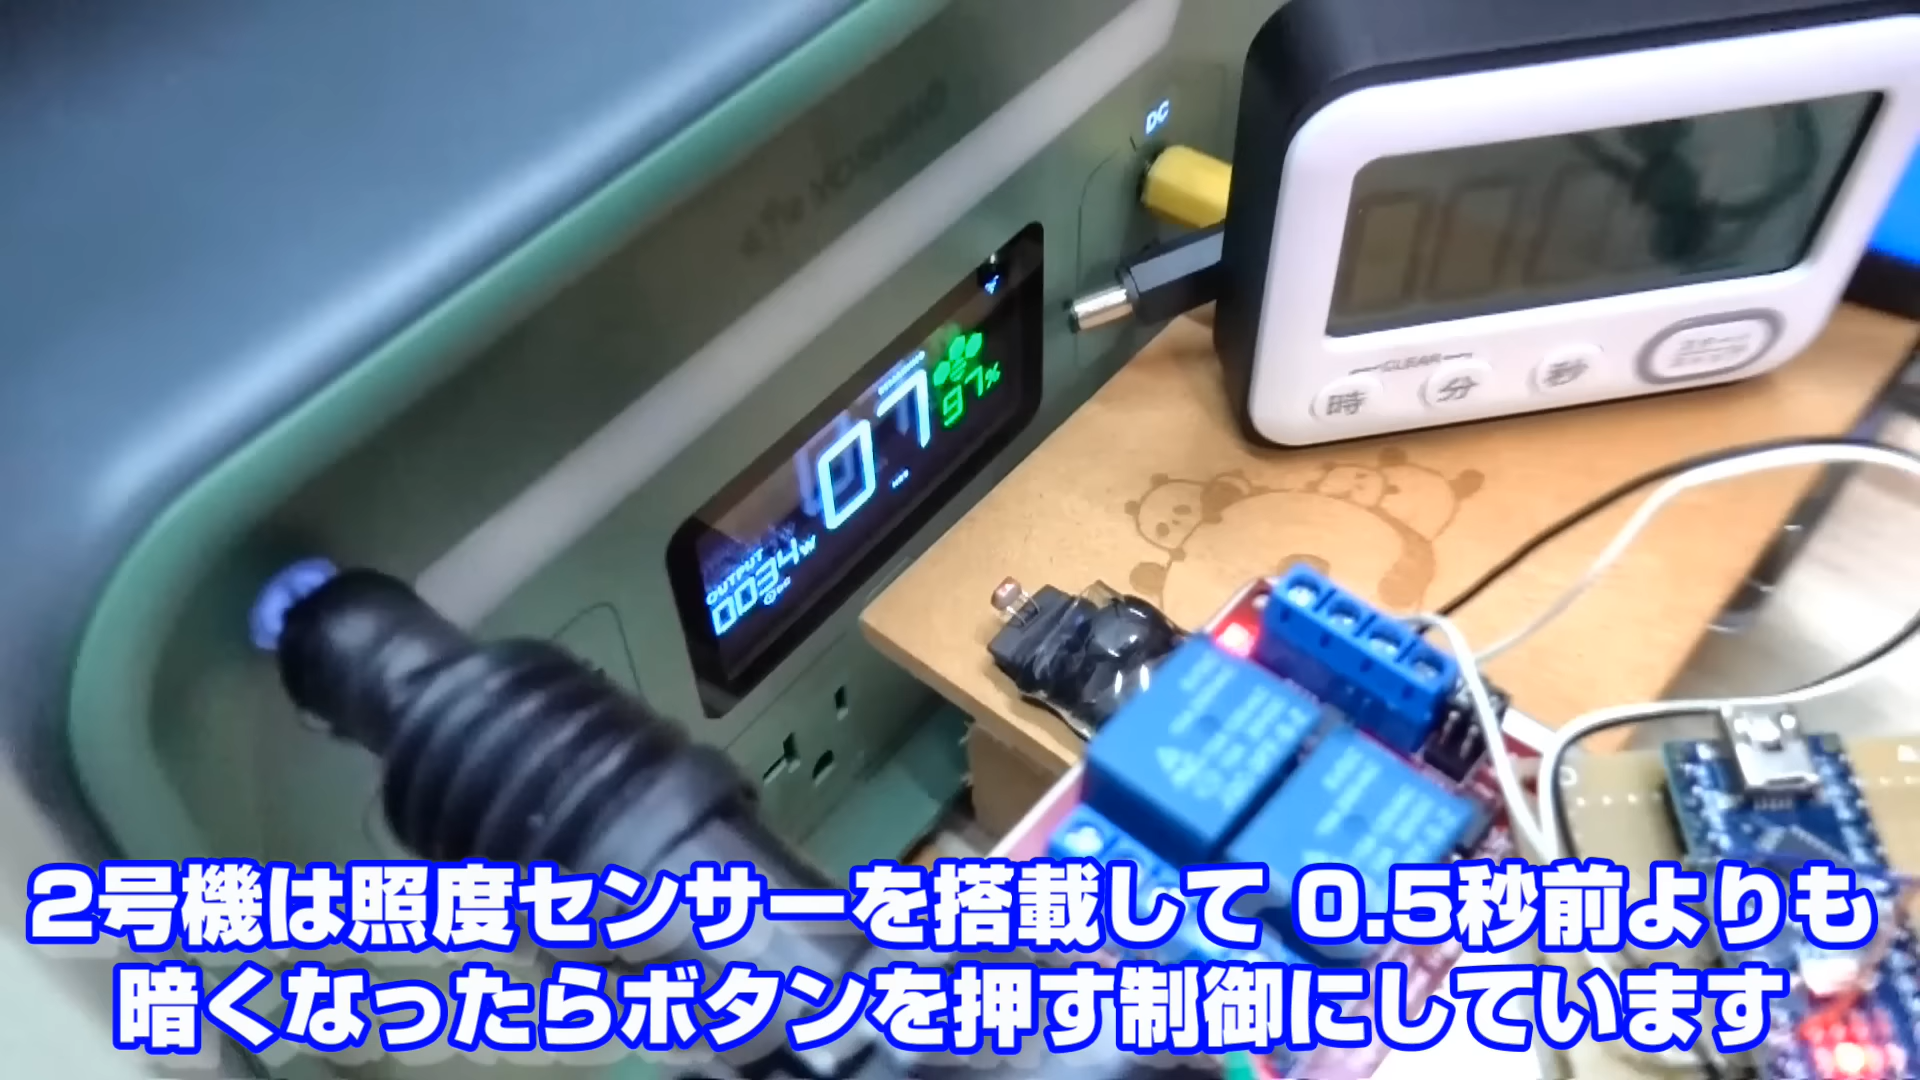 YOSHINO
DC
97%
07
OUTPUT
0034W
CLEAR
時 分 秒
2号機は照度センサーを搭載して 0.5秒前よりも
暗くなったらボタンを押す制御にしています